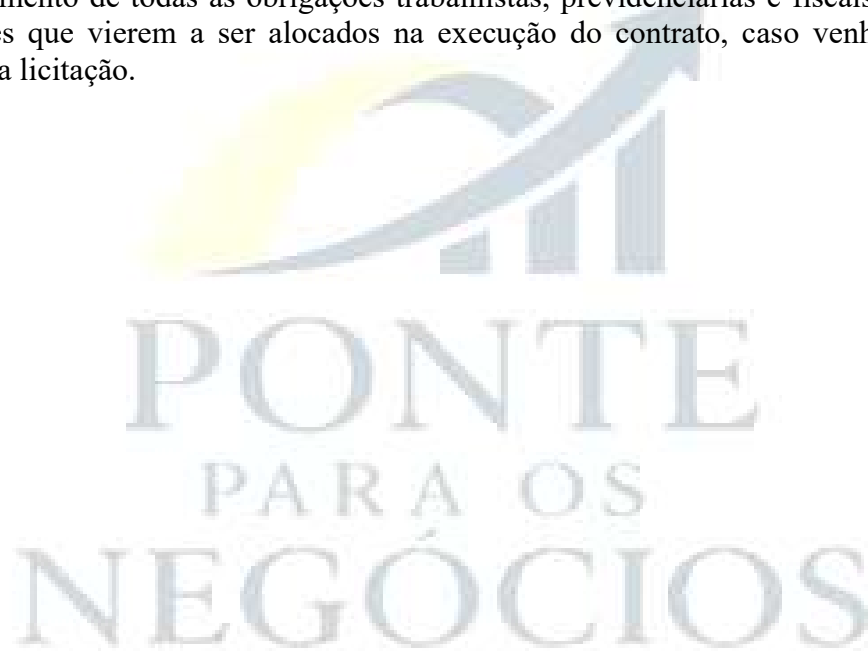 mento de todas as obrigações trabalhistas, previdenciárias e fiscais
es que vierem a ser alocados na execução do contrato, caso venh
a licitação.
PONTE
PARA OS
NEGÓCIOS